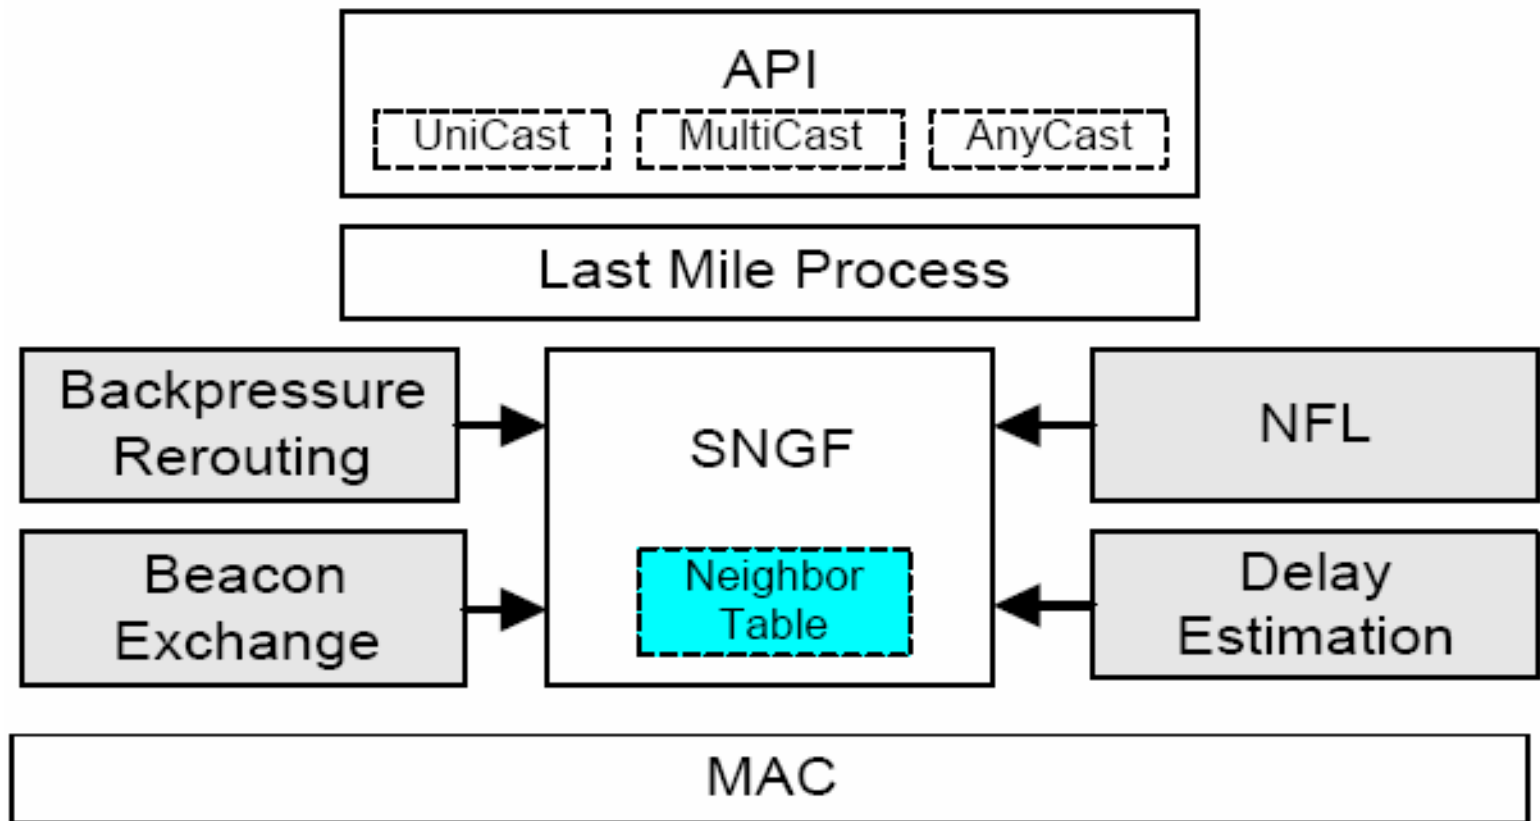 API
UniCast MultiCast AnyCast
Last Mile Process
Backpressure
Rerouting
SNGF
NFL
Beacon
Exchange
Neighbor
Table
Delay
Estimation
MAC